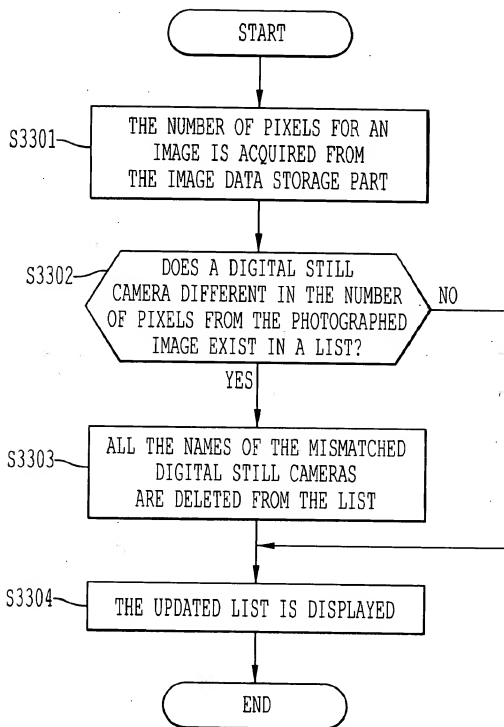 START
S3301
THE NUMBER OF PIXELS FOR AN
IMAGE IS ACQUIRED FROM
THE IMAGE DATA STORAGE PART
S3302
DOES A DIGITAL STILL
CAMERA DIFFERENT IN THE NUMBER
OF PIXELS FROM THE PHOTOGRAPHED
IMAGE EXIST IN A LIST?
NO
YES
S3303
ALL THE NAMES OF THE MISMATCHED
DIGITAL STILL CAMERAS
ARE DELETED FROM THE LIST
S3304
THE UPDATED LIST IS DISPLAYED
END